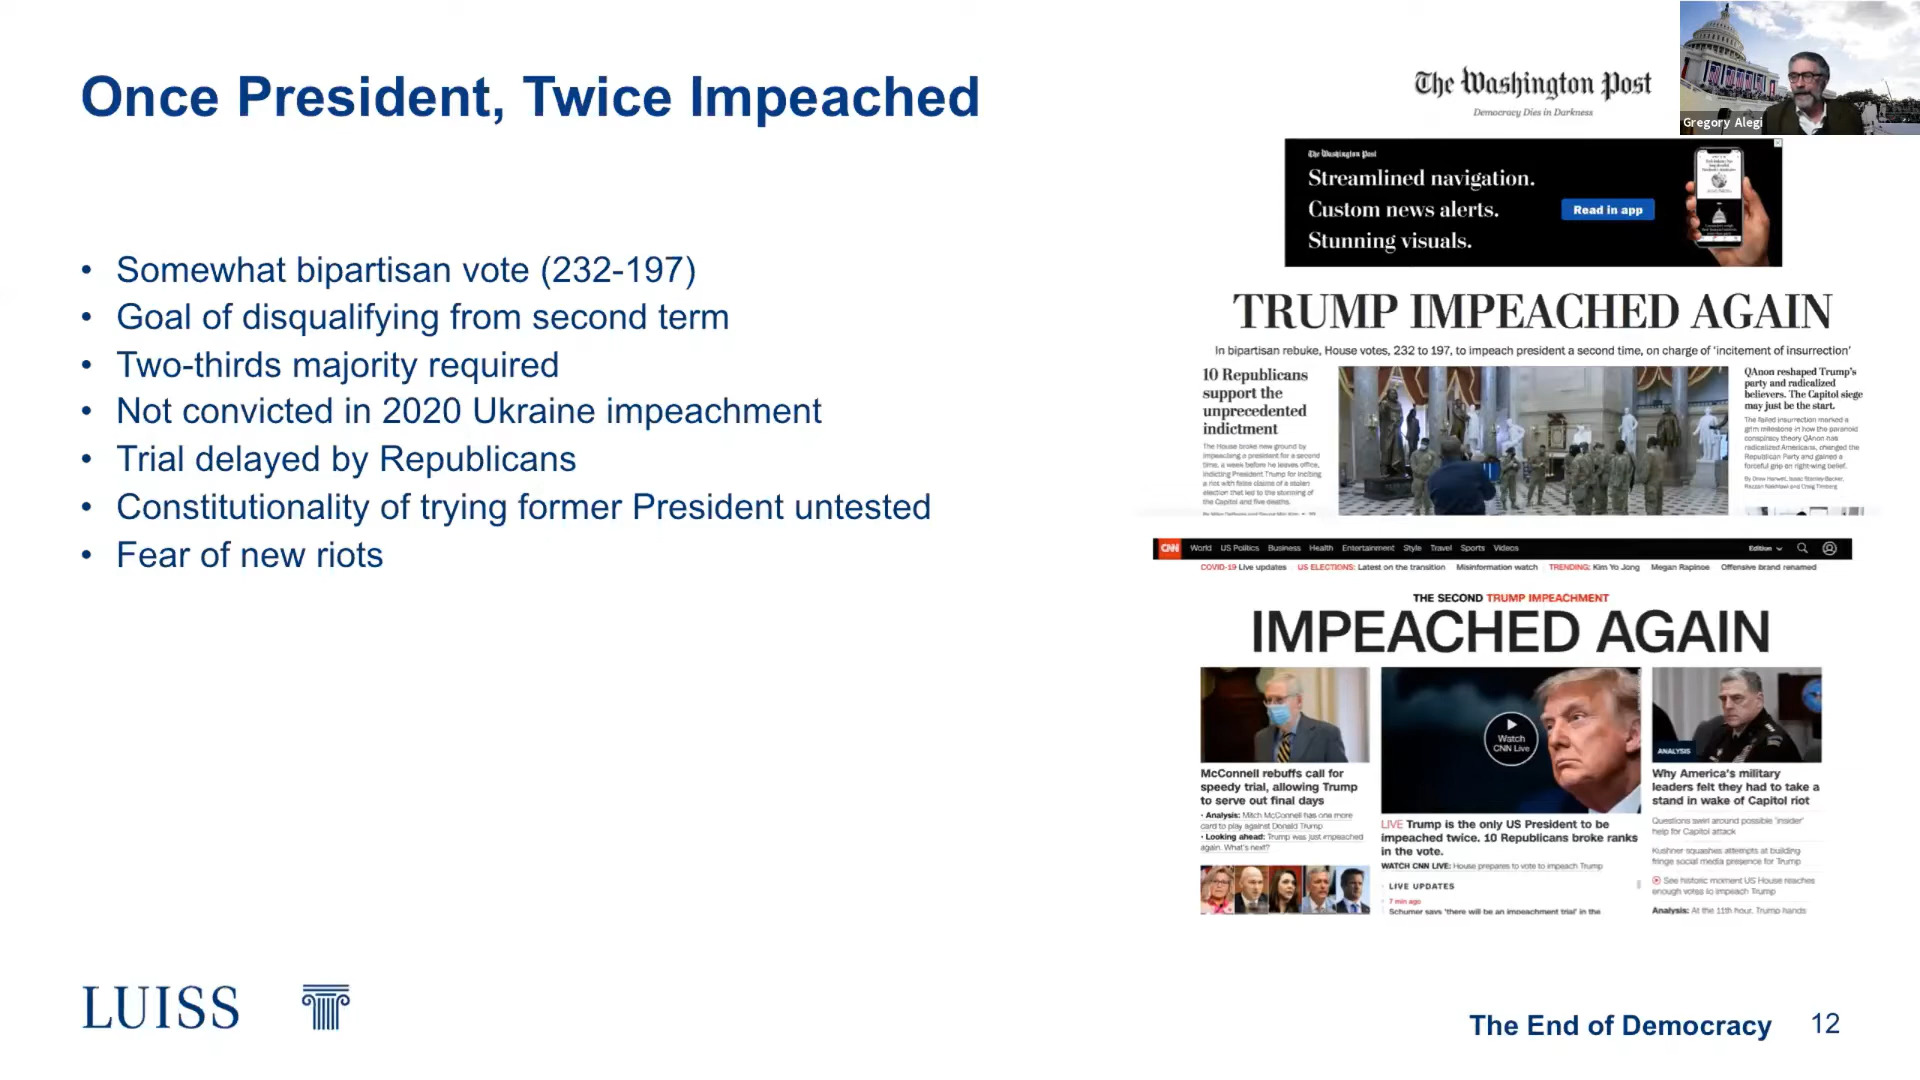 Once President, Twice Impeached
• Somewhat bipartisan vote (232-197)
• Goal of disqualifying from second term
• Two-thirds majority required
• Not convicted in 2020 Ukraine impeachment
• Trial delayed by Republicans
• Constitutionality of trying former President untested
• Fear of new riots
The Washington Post
Democracy Dies in Darkness
Gregory Alegi
The Washington Post
Streamlined navigation.
Custom news alerts.
Stunning visuals.
Read in app
TRUMP IMPEACHED AGAIN
In bipartisan rebuke, House votes, 232 to 197, to impeach president a second time, on charge of ‘incitement of insurrection’
10 Republicans
support the
unprecedented
indictment
The House broke new ground by
impeaching a president for a second
time, a week before he leaves office,
indicting President Trump for inciting
a riot with false claims of a stolen
election that led to the storming of
the Capitol and five deaths.
QAnon reshaped Trump’s
party and radicalized
believers. The Capitol siege
may just be the start.
The failed insurrection marked a
grim milestone in how the paranoid
conspiracy theory QAnon has
radicalized Americans, changed the
Republican Party and gained a
forceful grip on right-wing belief.
By Drew Harwell, Isaac Stanley-Becker,
Razzan Nakhlawi and Craig Timberg
CNN World US Politics Business Health Entertainment Style Travel Sports Videos Edition
COVID-19 Live updates US ELECTIONS: Latest on the transition Misinformation watch TRENDING: Kim Yo Jong Megan Rapinoe Offensive brand renamed
THE SECOND TRUMP IMPEACHMENT
IMPEACHED AGAIN
McConnell rebuffs call for
speedy trial, allowing Trump
to serve out final days
• Analysis: Mitch McConnell has one more
card to play against Donald Trump
• Looking ahead: Trump was just impeached
again. What's next?
Watch
CNN Live
LIVE Trump is the only US President to be
impeached twice. 10 Republicans broke ranks
in the vote.
WATCH CNN LIVE: House prepares to vote to impeach Trump
LIVE UPDATES
7 min ago
Schumer says 'there will be an impeachment trial' in the
ANALYSIS
Why America's military
leaders felt they had to take a
stand in wake of Capitol riot
Questions swirl around possible 'insider'
help for Capitol attack
Kushner squashes attempts at building
fringe social media presence for Trump
See historic moment US House reaches
enough votes to impeach Trump
Analysis: At the 11th hour, Trump hands
LUISS
The End of Democracy 12